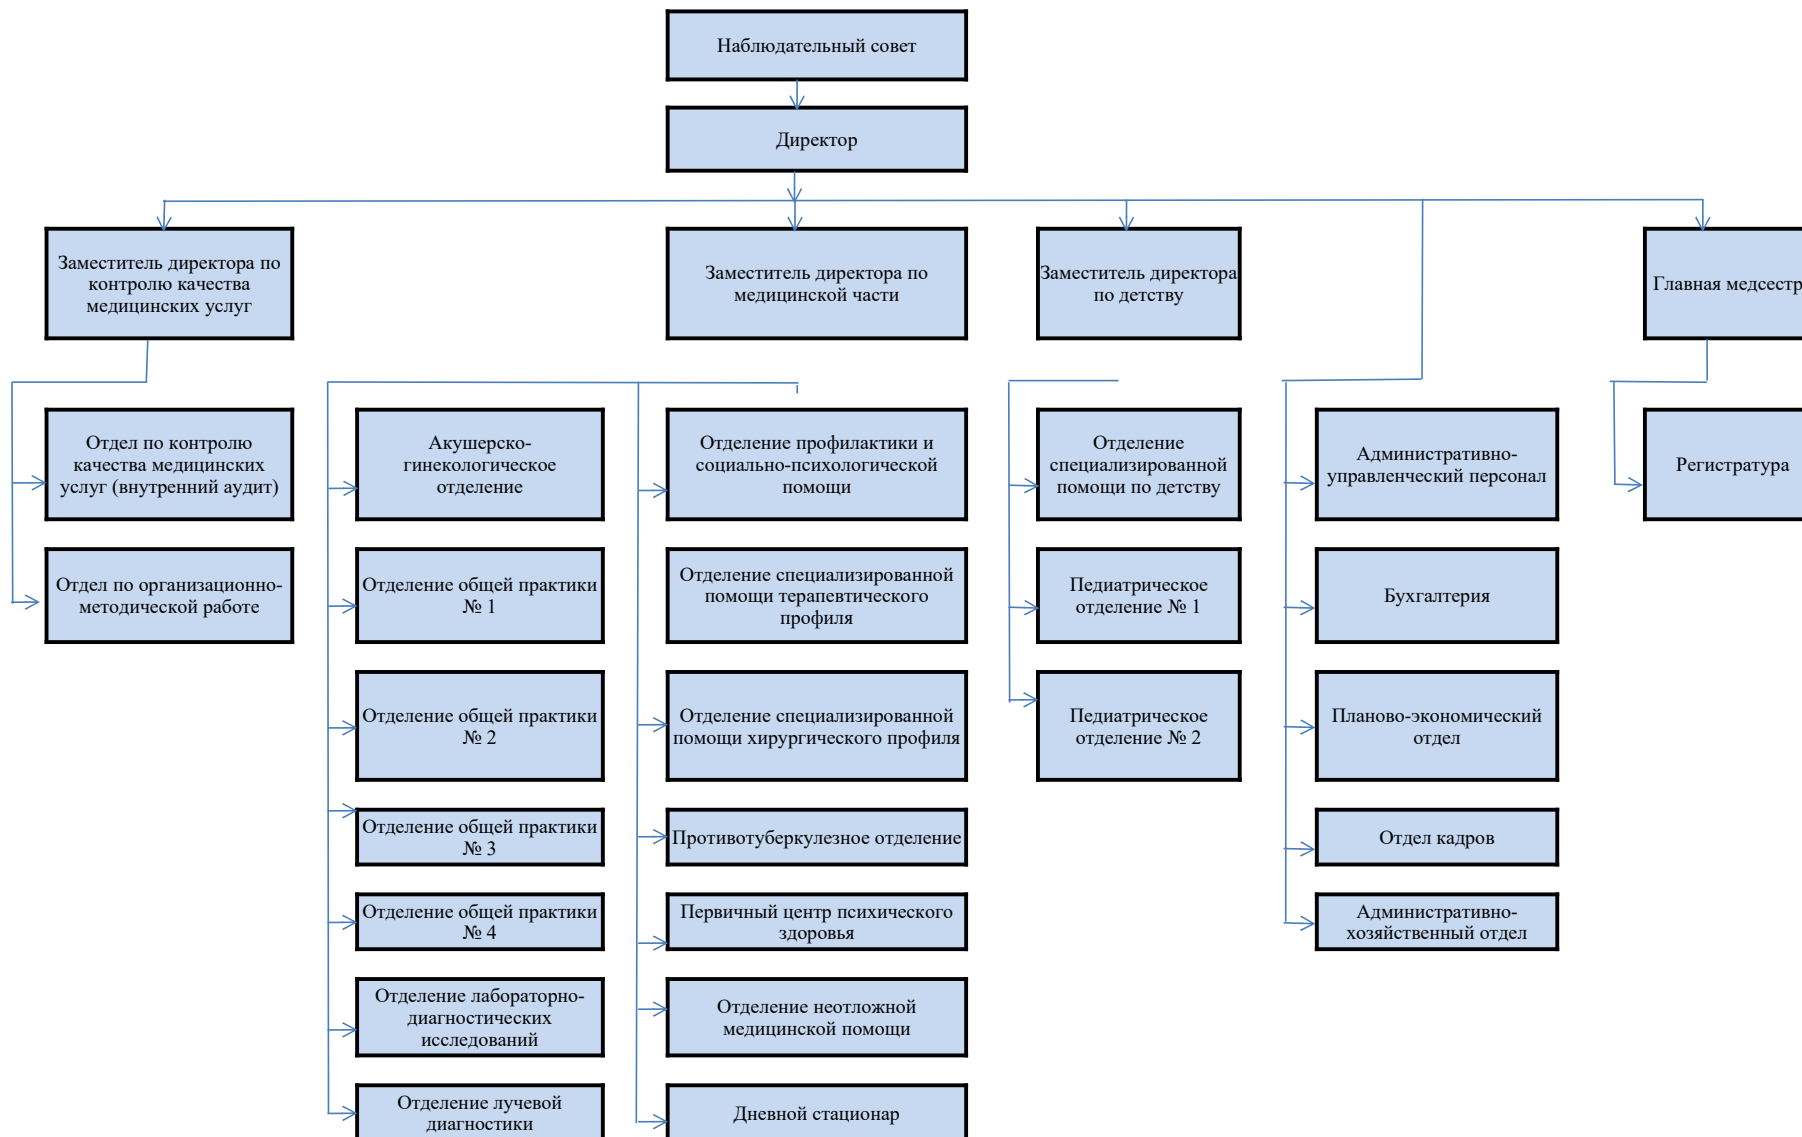 Наблюдательный совет
Директор
Заместитель директора по
контролю качества
медицинских услуг
Заместитель директора по
медицинской части
Заместитель директора
по детству
Главная медсестр
Отдел по контролю
качества медицинских
услуг (внутренний аудит)
Акушерско-
гинекологическое
отделение
Отделение профилактики и
социально-психологической
помощи
Отделение
специализированной
помощи по детству
Административно-
управленческий персонал
Регистратура
Отдел по организационно-
методической работе
Отделение общей практики
№ 1
Отделение специализированной
помощи терапевтического
профиля
Педиатрическое
отделение № 1
Бухгалтерия
Отделение общей практики
№ 2
Отделение специализированной
помощи хирургического профиля
Педиатрическое
отделение № 2
Планово-экономический
отдел
Отделение общей практики
№ 3
Противотуберкулезное отделение
Отдел кадров
Отделение общей практики
№ 4
Первичный центр психического
здоровья
Административно-
хозяйственный отдел
Отделение лабораторно-
диагностических
исследований
Отделение неотложной
медицинской помощи
Отделение лучевой
диагностики
Дневной стационар